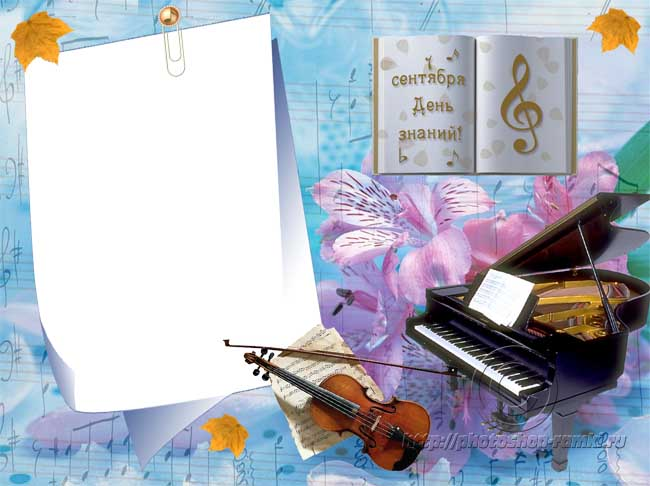 1
сентября
День
знаний!
http://photoshop-ramki.ru